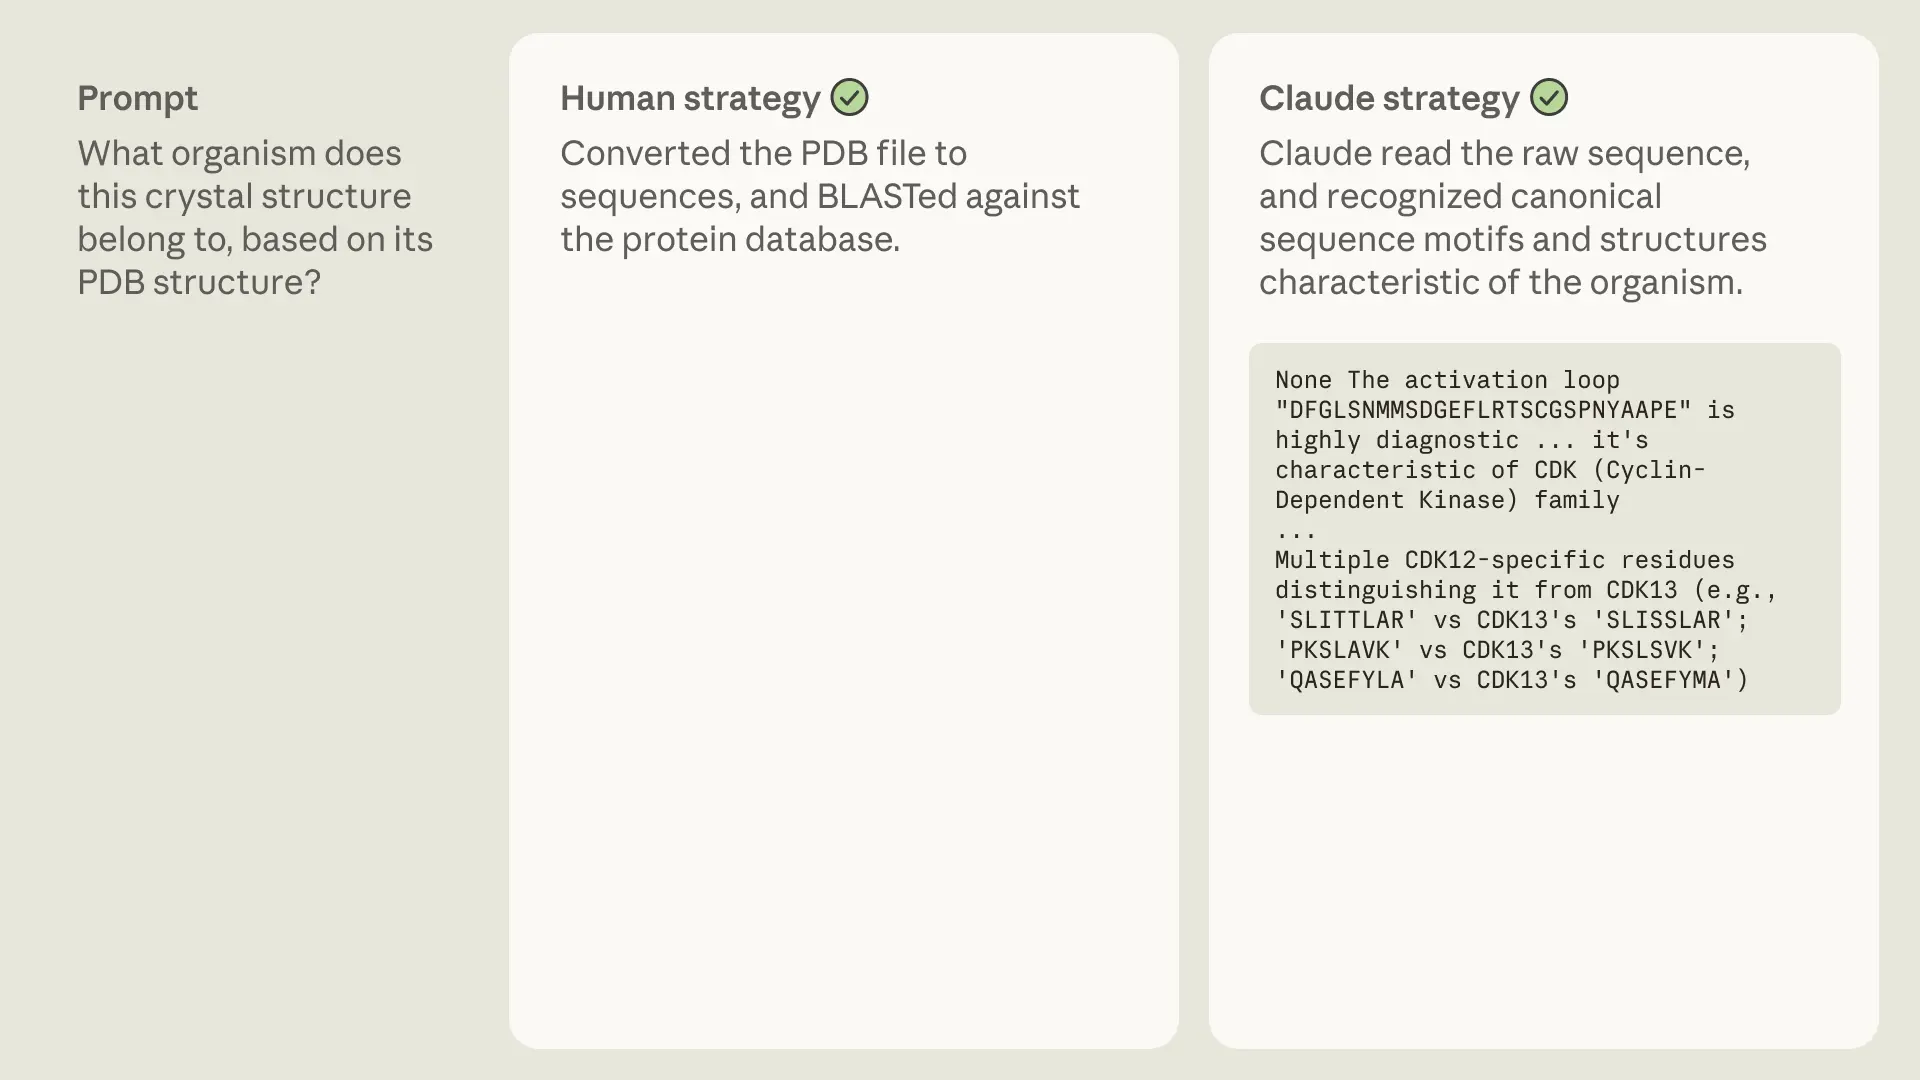 Prompt
What organism does
this crystal structure
belong to, based on its
PDB structure?
Human strategy
Converted the PDB file to
sequences, and BLASTed against
the protein database.
Claude strategy
Claude read the raw sequence,
and recognized canonical
sequence motifs and structures
characteristic of the organism.
None The activation loop
"DFGLSNMMSDGEFLRTSCGSPNYAAPE" is
highly diagnostic ... it's
characteristic of CDK (Cyclin-
Dependent Kinase) family
...
Multiple CDK12-specific residues
distinguishing it from CDK13 (e.g.,
'SLITTLAR' vs CDK13's 'SLISSLAR';
'PKSLAVK' vs CDK13's 'PKSLSVK';
'QASEFYLA' vs CDK13's 'QASEFYMA')